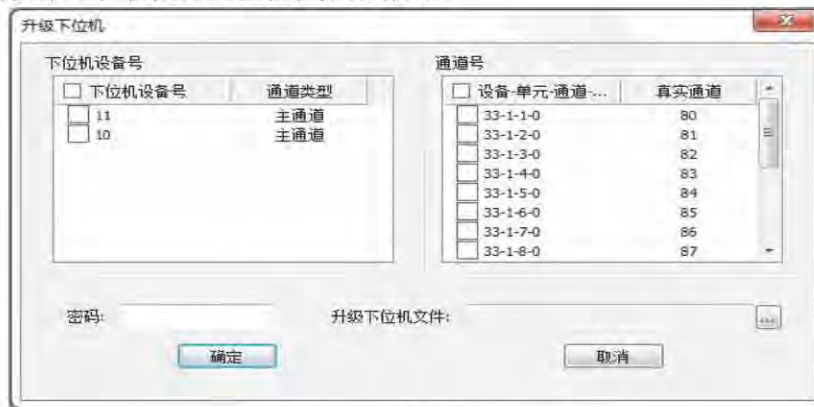 升级下位机
下位机设备号
下位机设备号 通道类型
11 主通道
10 主通道
通道号
设备-单元-通道-... 真实通道
33-1-1-0 80
33-1-2-0 81
33-1-3-0 82
33-1-4-0 83
33-1-5-0 84
33-1-6-0 85
33-1-7-0 86
33-1-8-0 87
密码: 升级下位机文件: ...
确定 取消